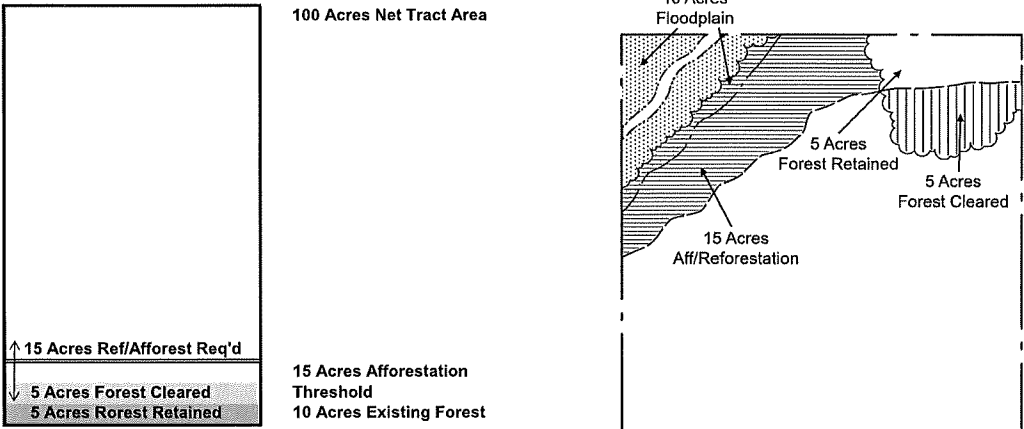 100 Acres Net Tract Area
15 Acres Ref/Afforest Req'd
5 Acres Forest Cleared
5 Acres Rorest Retained
15 Acres Afforestation
Threshold
10 Acres Existing Forest
Acres
Floodplain
5 Acres
Forest Retained
5 Acres
Forest Cleared
15 Acres
Aff/Reforestation